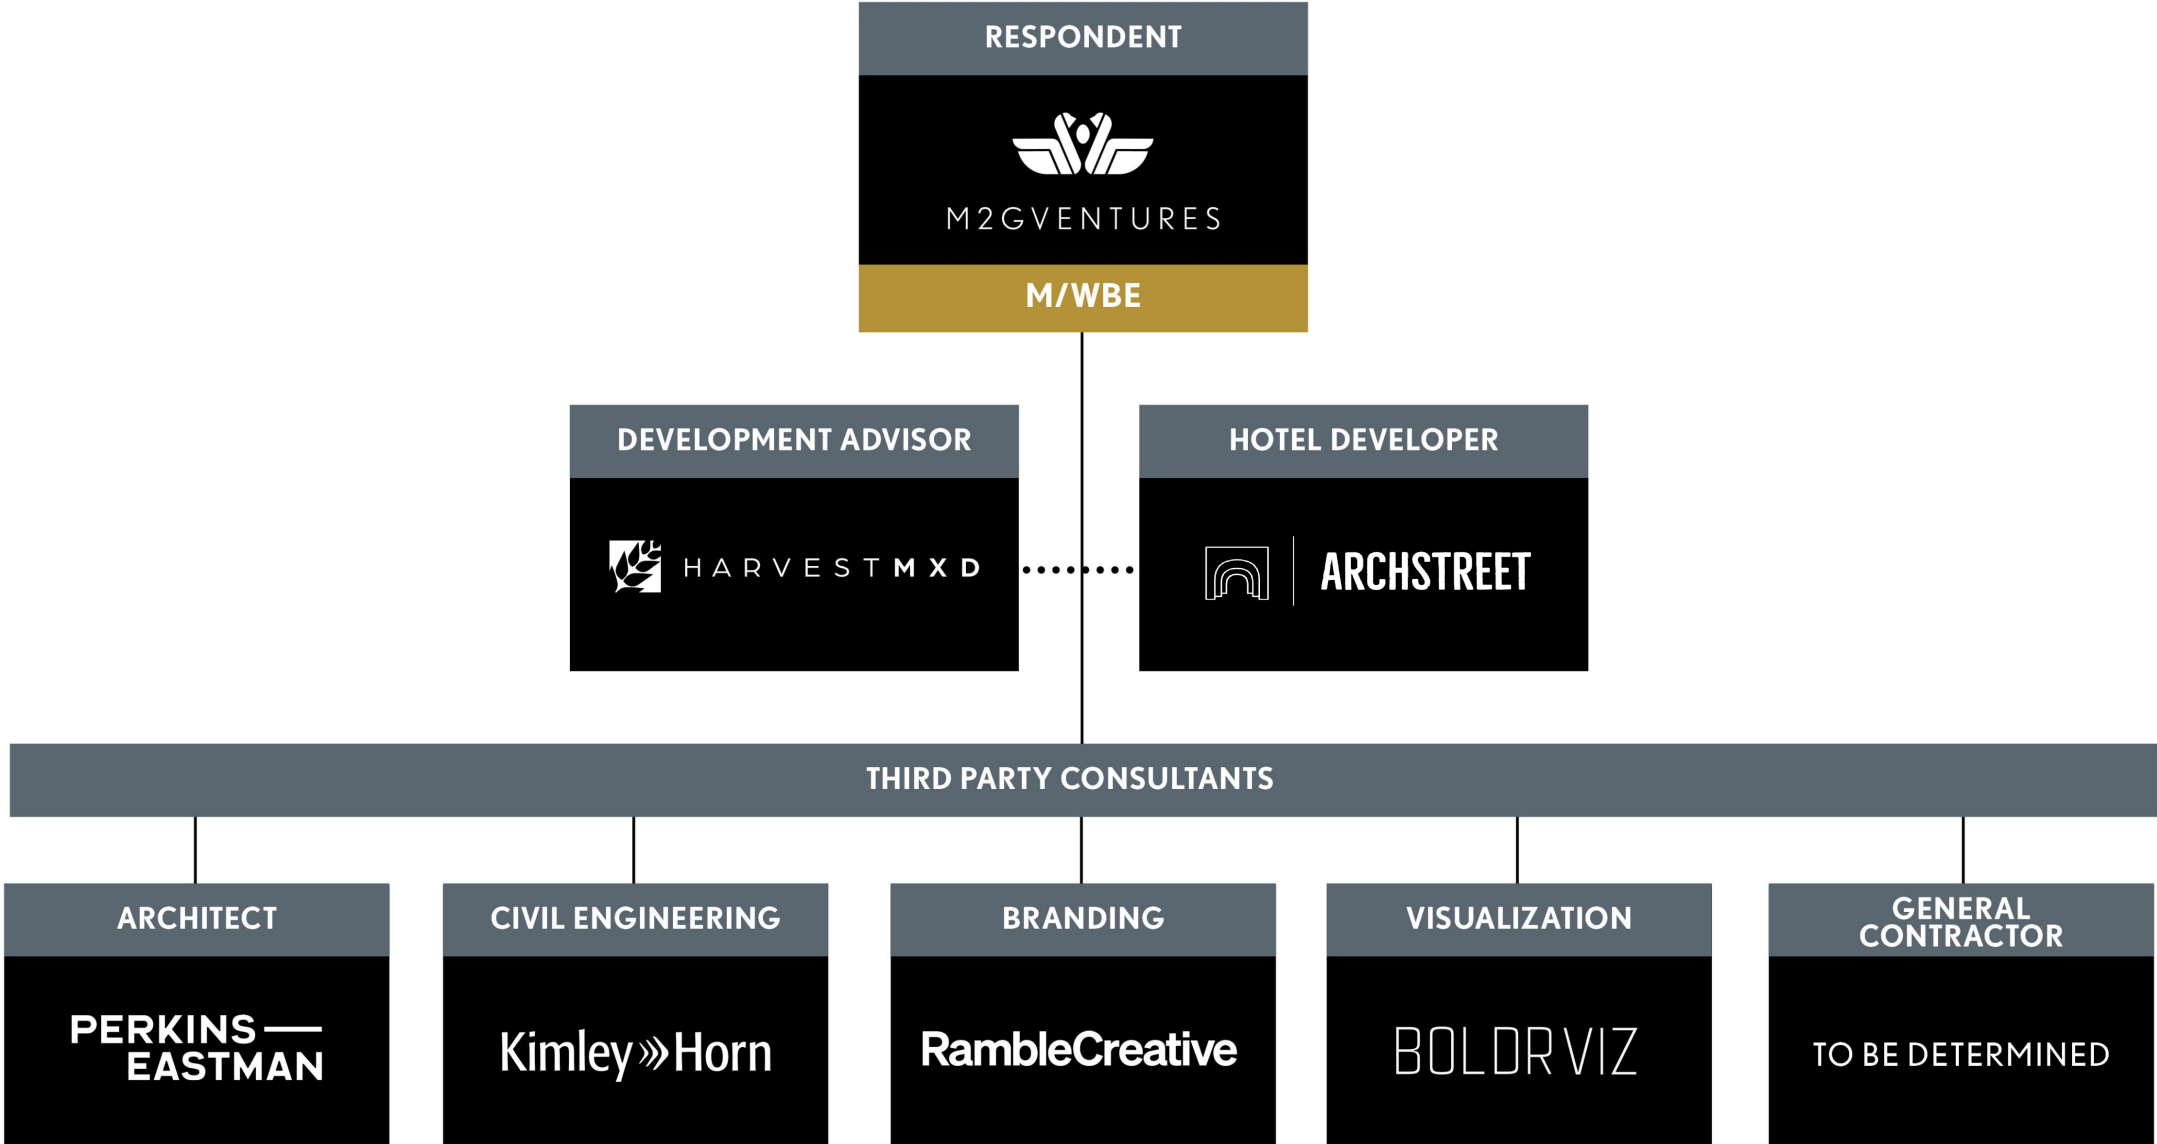 RESPONDENT
M2GVENTURES
M/WBE
DEVELOPMENT ADVISOR
HARVESTMXD
HOTEL DEVELOPER
ARCHSTREET
THIRD PARTY CONSULTANTS
ARCHITECT
PERKINS
EASTMAN
CIVIL ENGINEERING
Kimley Horn
BRANDING
RambleCreative
VISUALIZATION
BOLDRVIZ
GENERAL
CONTRACTOR
TO BE DETERMINED